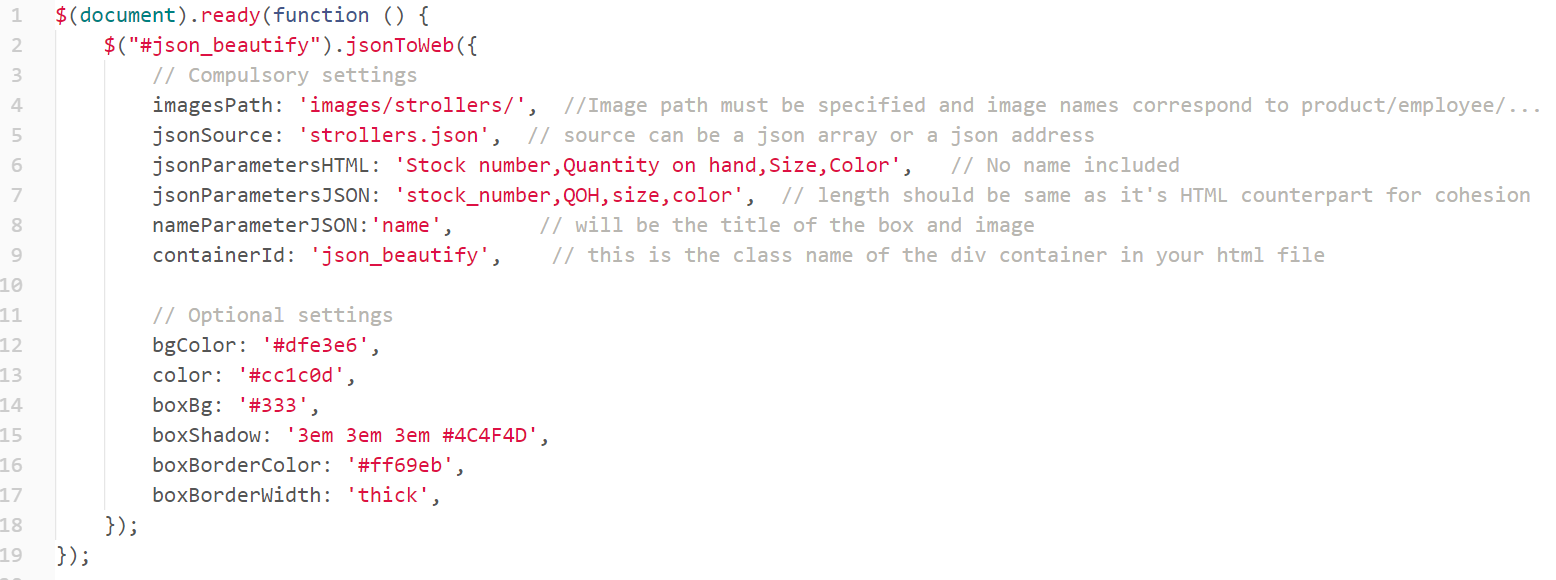 1 $(document).ready(function () {
2 $("#json_beautify").jsonToWeb({
3 // Compulsory settings
4 imagesPath: 'images/strollers/', //Image path must be specified and image names correspond to product/employee/...
5 jsonSource: 'strollers.json', // source can be a json array or a json address
6 jsonParametersHTML: 'Stock number,Quantity on hand,Size,Color', // No name included
7 jsonParametersJSON: 'stock_number,QOH,size,color', // length should be same as it's HTML counterpart for cohesion
8 nameParameterJSON:'name', // will be the title of the box and image
9 containerId: 'json_beautify', // this is the class name of the div container in your html file
10
11 // Optional settings
12 bgColor: '#dfe3e6',
13 color: '#cc1c0d',
14 boxBg: '#333',
15 boxShadow: '3em 3em 3em #4C4F4D',
16 boxBorderColor: '#ff69eb',
17 boxBorderWidth: 'thick',
18 });
19 });